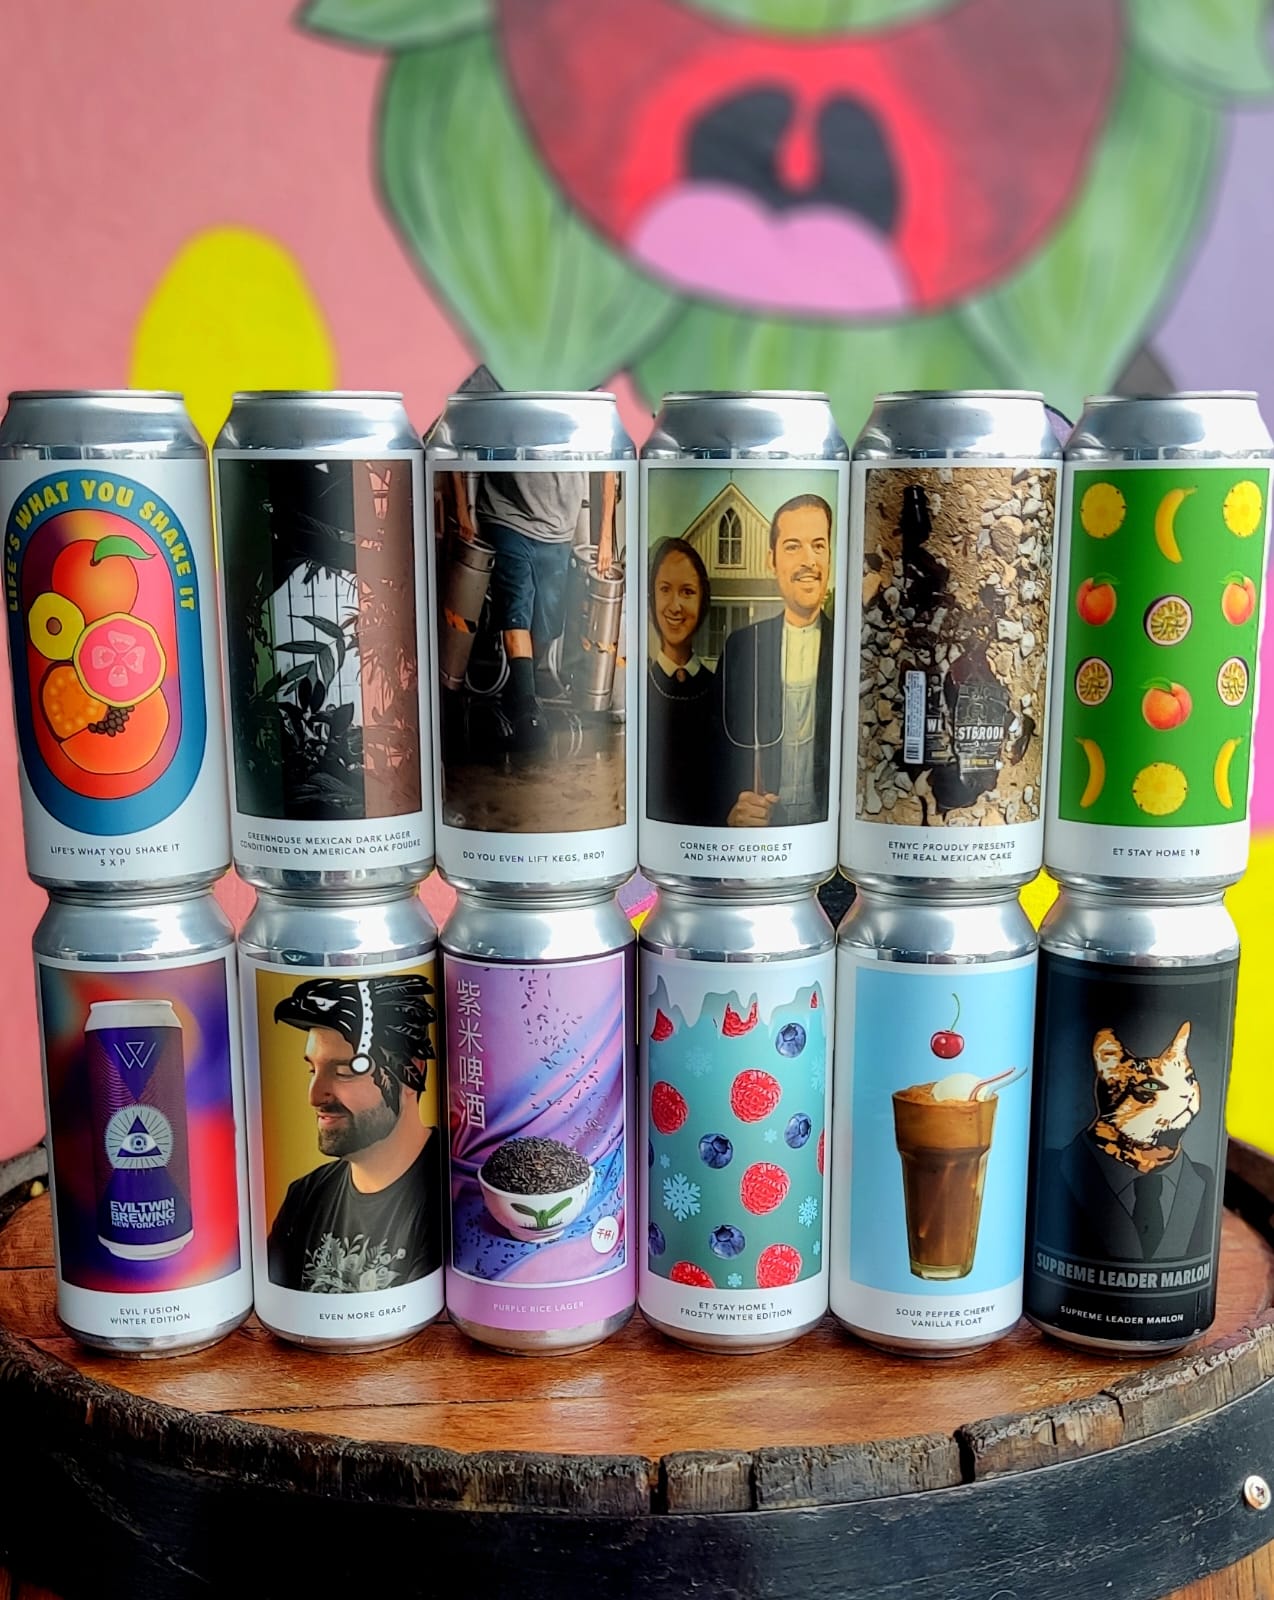 LIFE'S WHAT YOU SHAKE IT
LIFE'S WHAT YOU SHAKE IT
5 X P
GREENHOUSE MEXICAN DARK LAGER
CONDITIONED ON AMERICAN OAK FOUDRE
DO YOU EVEN LIFT KEGS, BRO?
CORNER OF GEORGE ST
AND SHAWMUT ROAD
WESTBROOK
ETNYC PROUDLY PRESENTS
THE REAL MEXICAN CAKE
ET STAY HOME 18
EVILTWIN
BREWING
NEW YORK CITY
EVIL FUSION
WINTER EDITION
EVEN MORE GRASP
紫米啤酒
干杯!
PURPLE RICE LAGER
ET STAY HOME 1
FROSTY WINTER EDITION
SOUR PEPPER CHERRY
VANILLA FLOAT
SUPREME LEADER MARLON
SUPREME LEADER MARLON